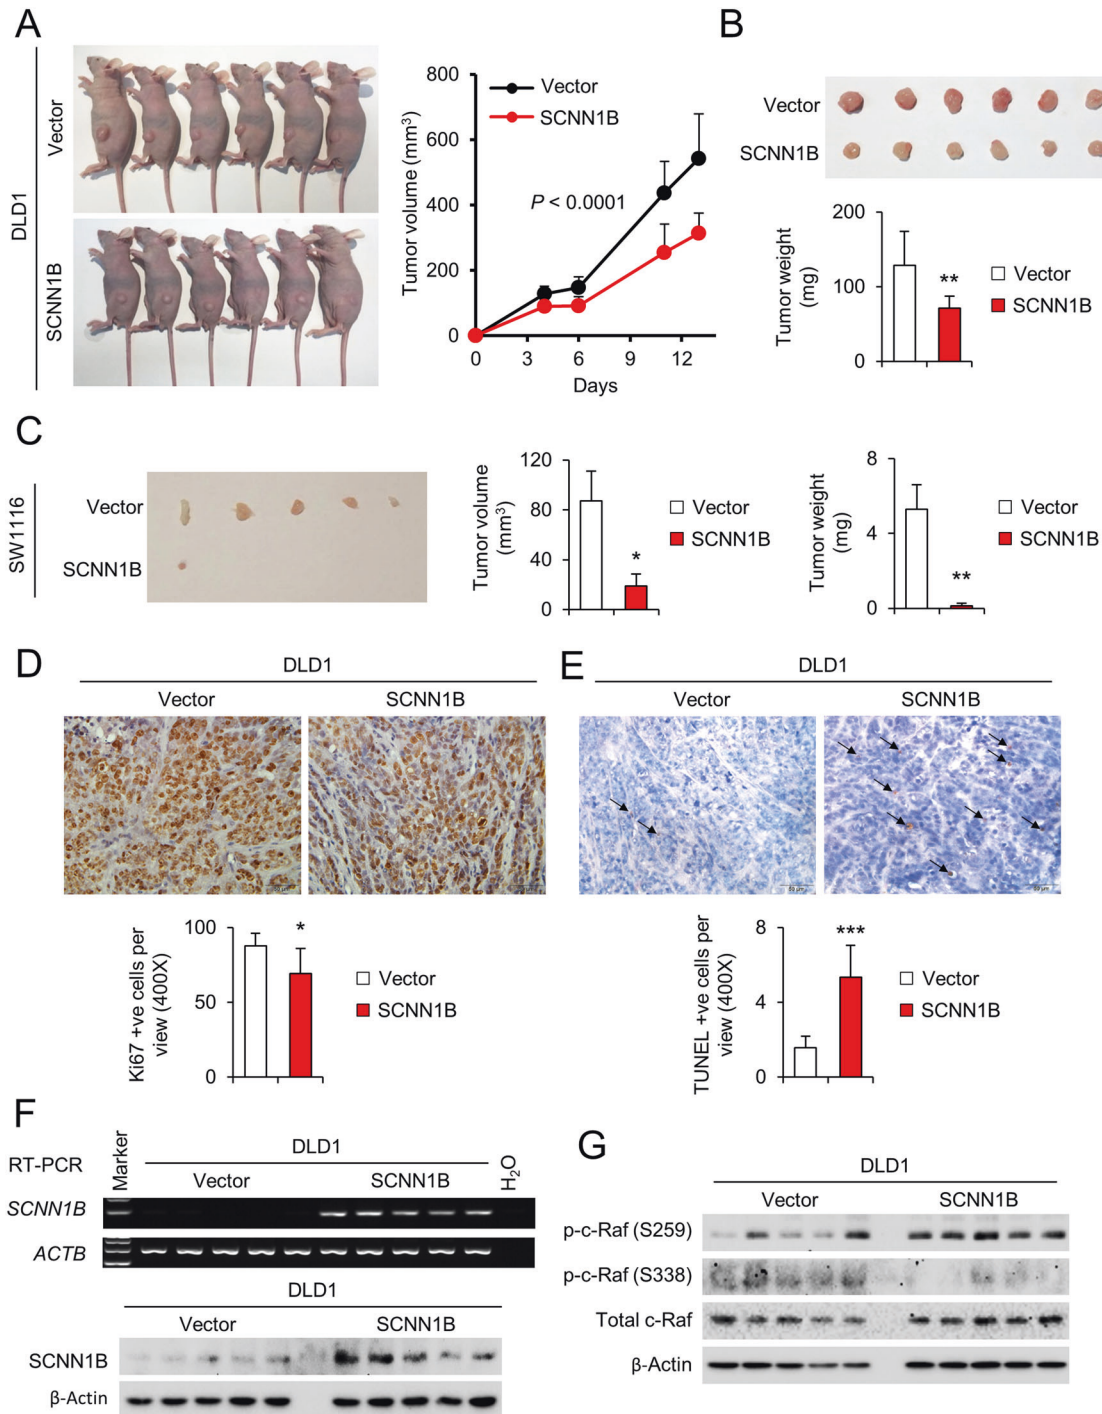 A
DLD1
Vector
SCNN1B
Tumor volume (mm³)
800
600
400
200
0
Vector
SCNN1B
P < 0.0001
0 3 6 9 12
Days
B
Vector
SCNN1B
Tumor weight
(mg)
200
100
0
**
Vector
SCNN1B
C
SW1116
Vector
SCNN1B
Tumor volume
(mm³)
120
80
40
0
*
Vector
SCNN1B
Tumor weight
(mg)
8
4
0
**
Vector
SCNN1B
D
DLD1
Vector SCNN1B
Ki67 +ve cells per
view (400X)
100
50
0
*
Vector
SCNN1B
E
DLD1
Vector SCNN1B
TUNEL +ve cells per
view (400X)
8
4
0
***
Vector
SCNN1B
F
RT-PCR
Marker
DLD1
Vector SCNN1B
H₂O
SCNN1B
ACTB
DLD1
Vector SCNN1B
SCNN1B
β-Actin
G
DLD1
Vector SCNN1B
p-c-Raf (S259)
p-c-Raf (S338)
Total c-Raf
β-Actin